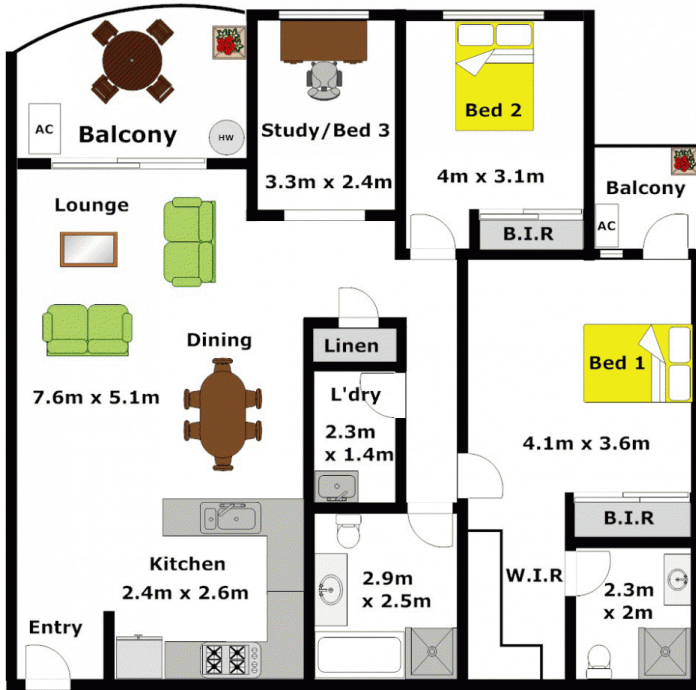 AC
Balcony
HW
Study/Bed 3
3.3m x 2.4m
Bed 2
4m x 3.1m
B.I.R
Balcony
AC
Lounge
Dining
7.6m x 5.1m
Linen
L'dry
2.3m
x 1.4m
Bed 1
4.1m x 3.6m
B.I.R
Kitchen
2.4m x 2.6m
2.9m
x 2.5m
W.I.R
2.3m
x 2m
Entry